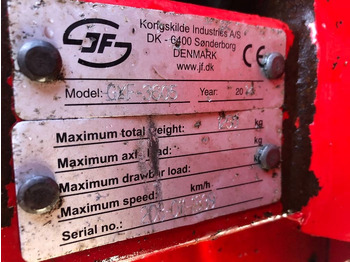 JF
Kongskilde Industries A/S
DK - 6400 Sønderborg
DENMARK
www.jf.dk
CE
Model:
Year: 20
Maximum total weight: kg
Maximum axle load: kg
Maximum drawbar load: kg
Maximum speed: km/h
Serial no.: